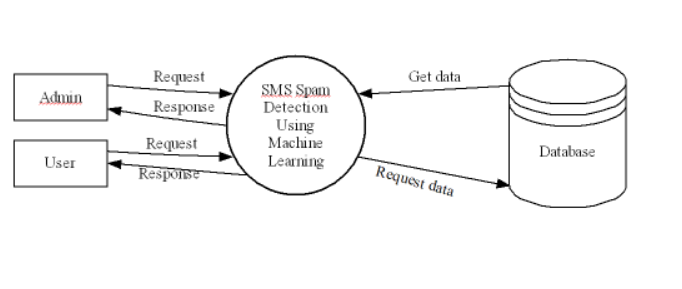 Admin
Request
Response
User
Request
Response
SMS Spam
Detection
Using
Machine
Learning
Get data
Request data
Database